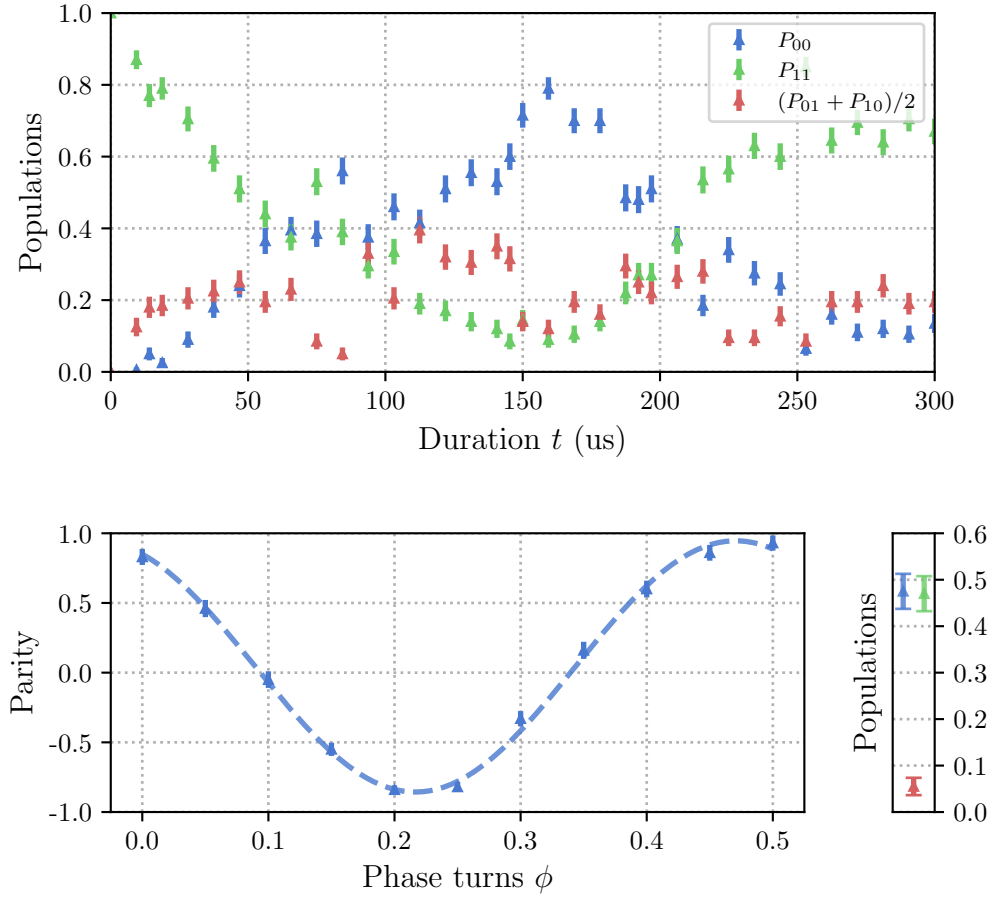 1.0
0.8
0.6
0.4
0.2
0.0
Populations
P₀₀
P₁₁
(P₀₁ + P₁₀)/2
0 50 100 150 200 250 300
Duration t (us)
1.0
0.5
0.0
-0.5
-1.0
Parity
0.0 0.1 0.2 0.3 0.4 0.5
Phase turns ϕ
Populations
0.6
0.5
0.4
0.3
0.2
0.1
0.0